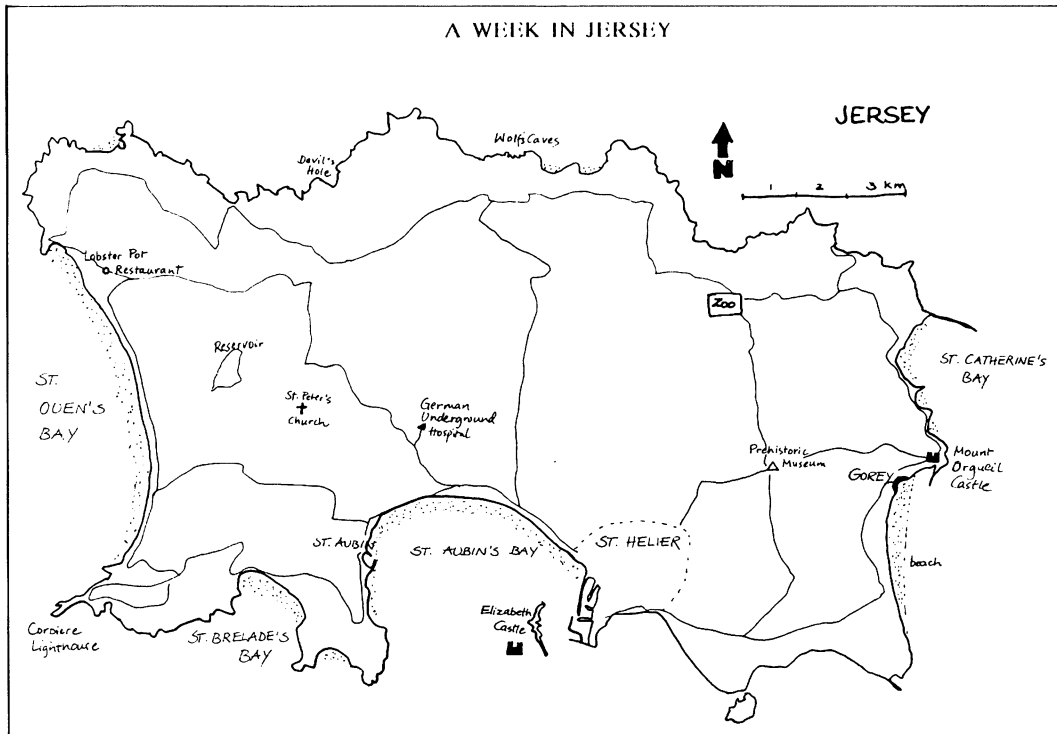 A WEEK IN JERSEY
JERSEY
N
1 2 3 Km
Wolf's Caves
Devil's
Hole
Lobster Pot
Restaurant
ZOO
Reservoir
ST.
OUEN'S
BAY
St. Peter's
Church
German
Underground
Hospital
ST. CATHERINE'S
BAY
Prehistoric
Museum
Mount
Orgueil
Castle
GOREY
ST. AUBIN
ST. AUBIN'S BAY
ST. HELIER
beach
Elizabeth
Castle
Corbiere
Lighthouse
ST. BRELADE'S
BAY